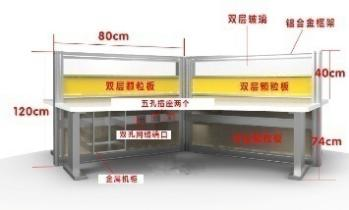 80cm
双层玻璃
铝合金框架
双层颗粒板
双层颗粒板
40cm
五孔插座两个
120cm
双孔网络端口
74cm
金属机柜